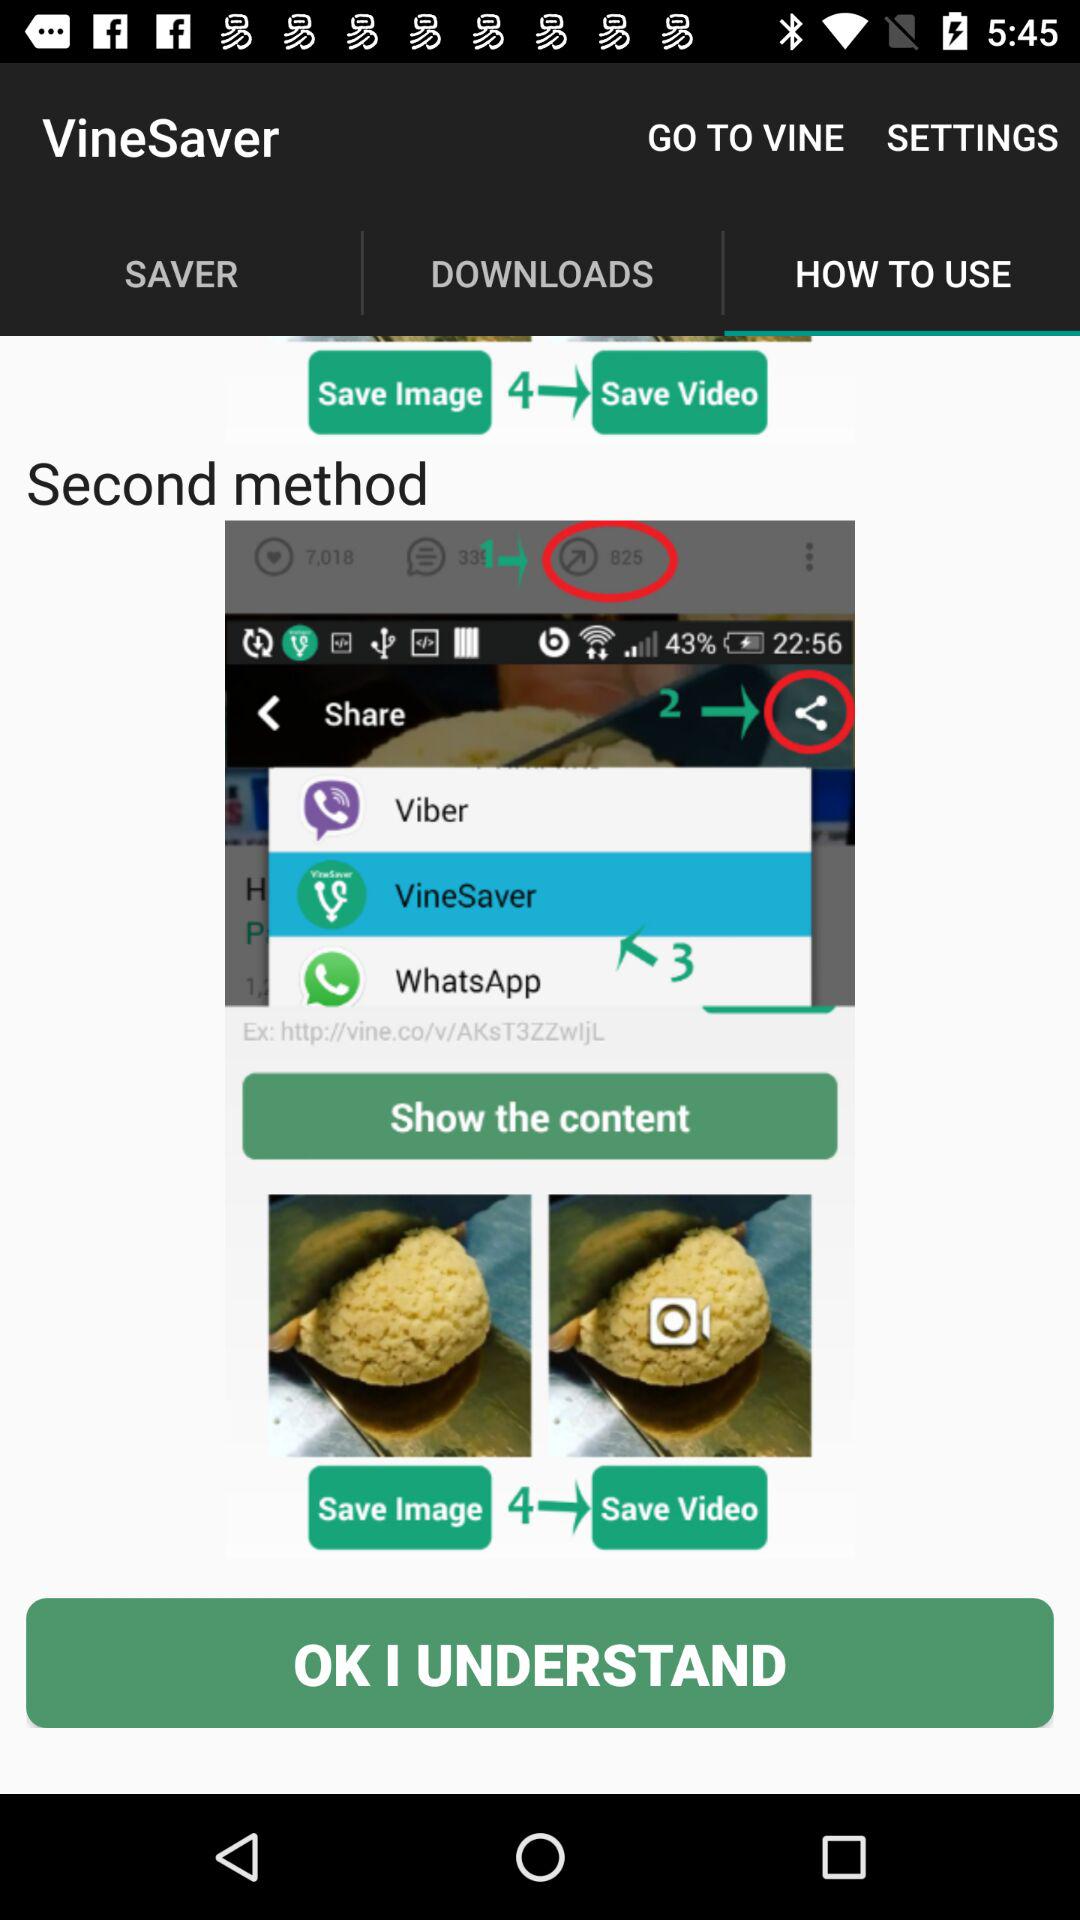 5:45
VineSaver GO TO VINE SETTINGS
SAVER DOWNLOADS HOW TO USE
Save Image 4 Save Video
Second method
7,018 339 1 825
43% 22:56
Share 2
Viber
VineSaver
H
P
3
WhatsApp
Ex: http://vine.co/v/AKsT3ZZwIjL
Show the content
Save Image 4 Save Video
OK I UNDERSTAND